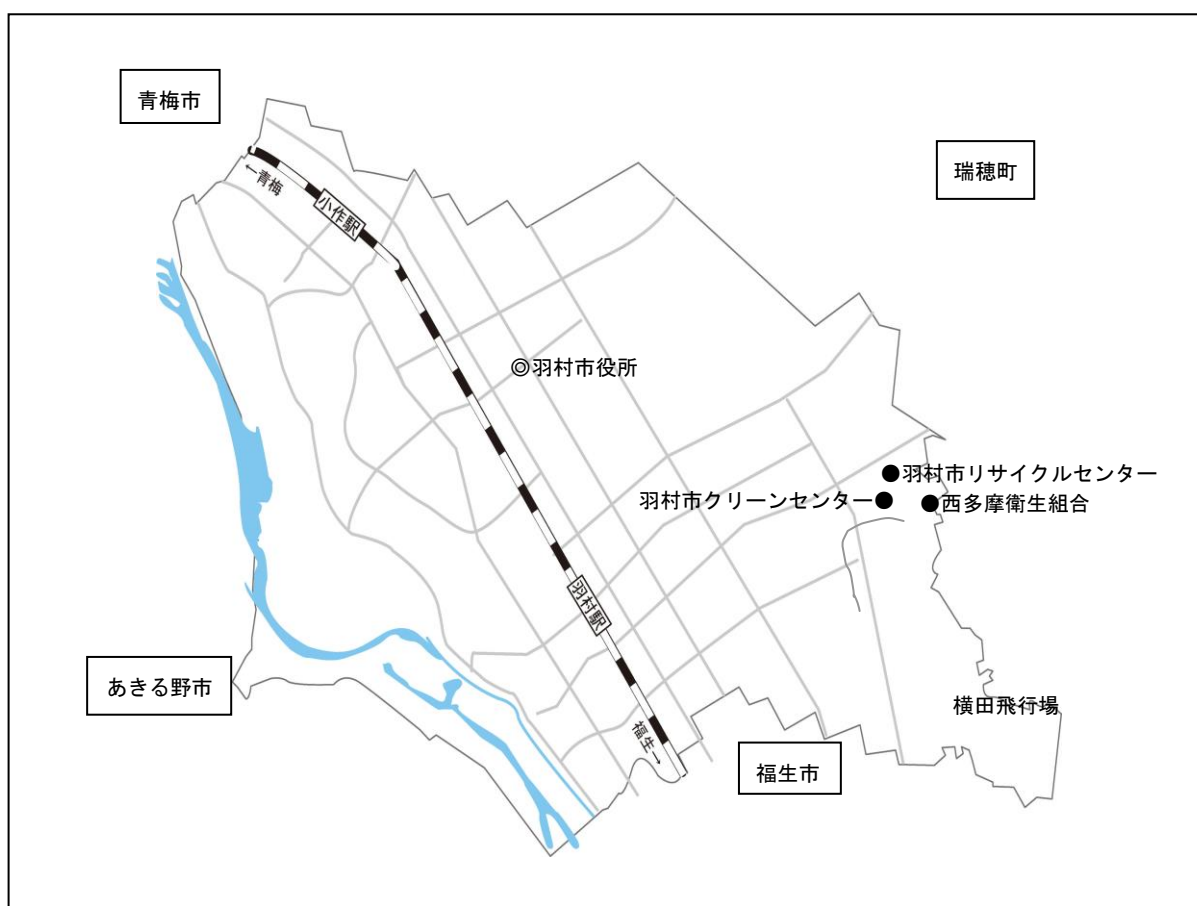 青梅市
瑞穂町
←青梅
小作駅
◎羽村市役所
●羽村市リサイクルセンター
羽村市クリーンセンター●
●西多摩衛生組合
羽村駅
あきる野市
横田飛行場
福生→
福生市